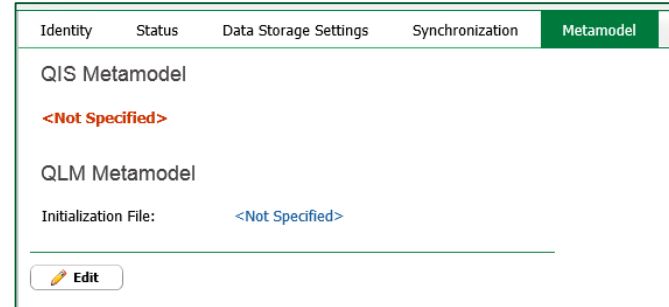 Identity Status Data Storage Settings Synchronization Metamodel
QIS Metamodel
<Not Specified>
QLM Metamodel
Initialization File: <Not Specified>
Edit